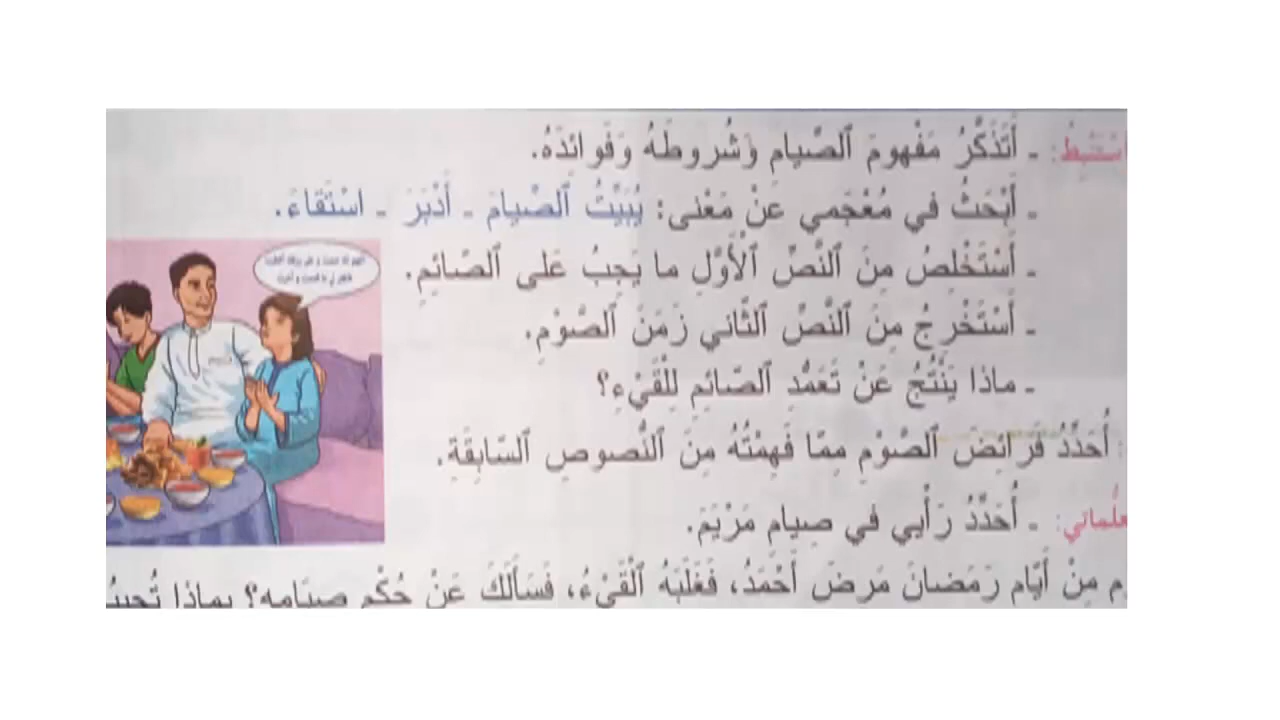 أَسْتَنْبِطُ: - أَتَذَكَّرُ مَفْهومَ ٱلصِّيامِ وَشُروطَهُ وَفَوائِدَهُ.
- أَبْحَثُ في مُعْجَمي عَنْ مَعْنى: يُبَيِّتُ ٱلصِّيامَ - أَدْبَرَ - اسْتَقاءَ.
- أَسْتَخْلِصُ مِنَ ٱلنَّصِّ ٱلْأَوَّلِ ما يَجِبُ عَلى ٱلصّائِمِ.
- أَسْتَخْرِجُ مِنَ ٱلنَّصِّ ٱلثّاني زَمَنَ ٱلصَّوْمِ.
- ماذا يَنْتُجُ عَنْ تَعَمُّدِ ٱلصّائِمِ لِلْقَيْءِ؟
: أُحَدِّدُ فَرائِضَ ٱلصَّوْمِ مِمّا فَهِمْتُهُ مِنَ ٱلنُّصوصِ ٱلسّابِقَةِ.
- أُحَدِّدُ رَأْيي في صِيامِ مَرْيَمَ.
مِنْ أَيّامِ رَمَضانَ مَرِضَ أَحْمَدُ، فَغَلَبَهُ ٱلْقَيْءُ، فَسَأَلَكَ عَنْ حُكْمِ صِيَامِهِ؟ بِماذا تُجيبُ